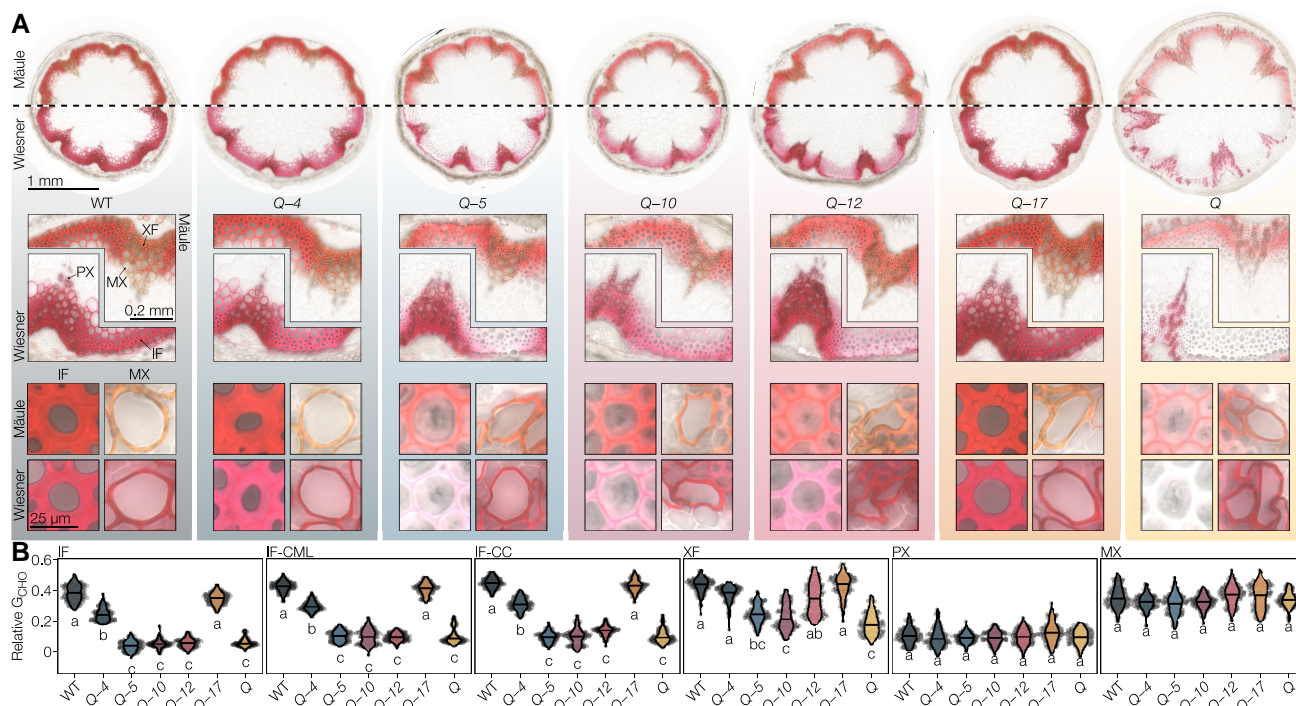 A
Mäule
Wiesner
1 mm
WT
Q-4
Q-5
Q-10
Q-12
Q-17
Q
XF
MX
PX
0.2 mm
IF
Mäule
Wiesner
IF
MX
Mäule
Wiesner
25 µm
B
IF
IF-CML
IF-CC
XF
PX
MX
Relative GCHO
0.6
0.4
0.2
0
a
b
c
c
c
a
c
a
b
c
c
c
a
c
a
b
c
c
c
a
c
a
a
bc
c
ab
a
c
a
a
a
a
a
a
a
a
a
a
a
a
a
a
WT
Q-4
Q-5
Q-10
Q-12
Q-17
Q
WT
Q-4
Q-5
Q-10
Q-12
Q-17
Q
WT
Q-4
Q-5
Q-10
Q-12
Q-17
Q
WT
Q-4
Q-5
Q-10
Q-12
Q-17
Q
WT
Q-4
Q-5
Q-10
Q-12
Q-17
Q
WT
Q-4
Q-5
Q-10
Q-12
Q-17
Q